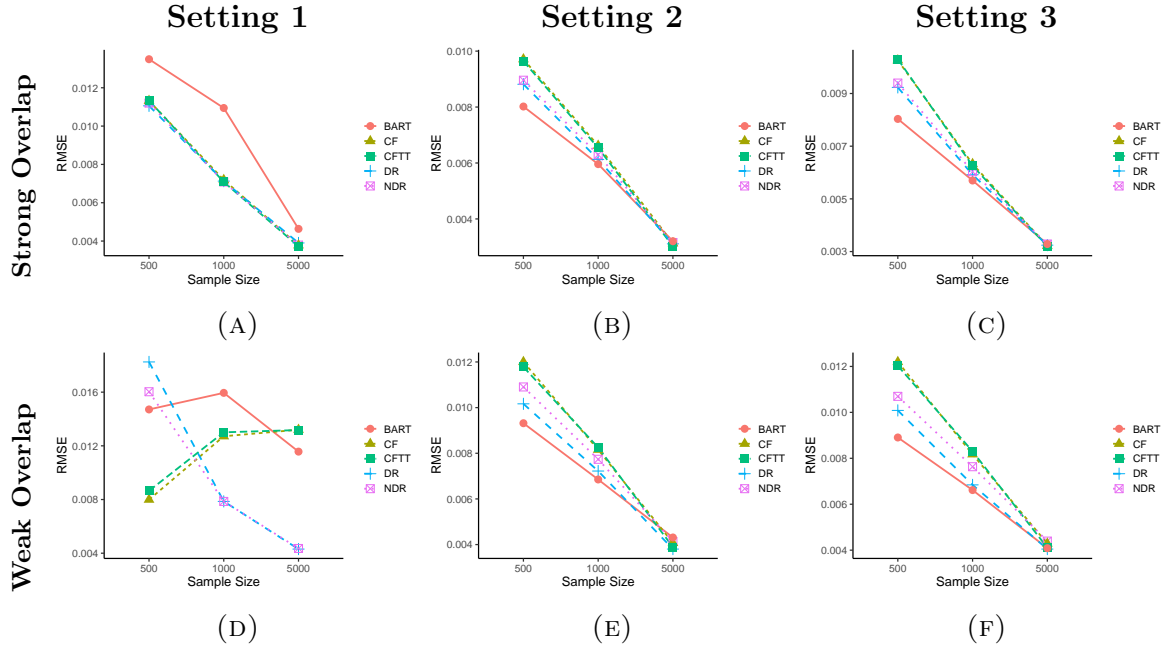 Setting 1
Setting 2
Setting 3
Strong Overlap
RMSE
0.012
0.010
0.008
0.006
0.004
500
1000
5000
Sample Size
BART
CF
CFTT
DR
NDR
(A)
RMSE
0.010
0.008
0.006
0.004
500
1000
5000
Sample Size
BART
CF
CFTT
DR
NDR
(B)
RMSE
0.009
0.007
0.005
0.003
500
1000
5000
Sample Size
BART
CF
CFTT
DR
NDR
(C)
Weak Overlap
RMSE
0.016
0.012
0.008
0.004
500
1000
5000
Sample Size
BART
CF
CFTT
DR
NDR
(D)
RMSE
0.012
0.010
0.008
0.006
0.004
500
1000
5000
Sample Size
BART
CF
CFTT
DR
NDR
(E)
RMSE
0.012
0.010
0.008
0.006
0.004
500
1000
5000
Sample Size
BART
CF
CFTT
DR
NDR
(F)